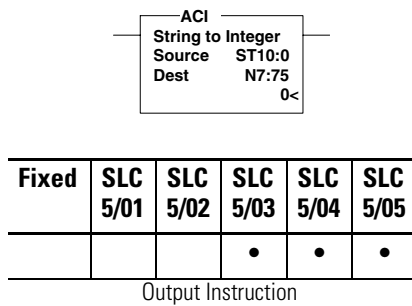 ACI
String to Integer
Source ST10:0
Dest N7:75
0<
Fixed SLC 5/01 SLC 5/02 SLC 5/03 SLC 5/04 SLC 5/05
• • •
Output Instruction